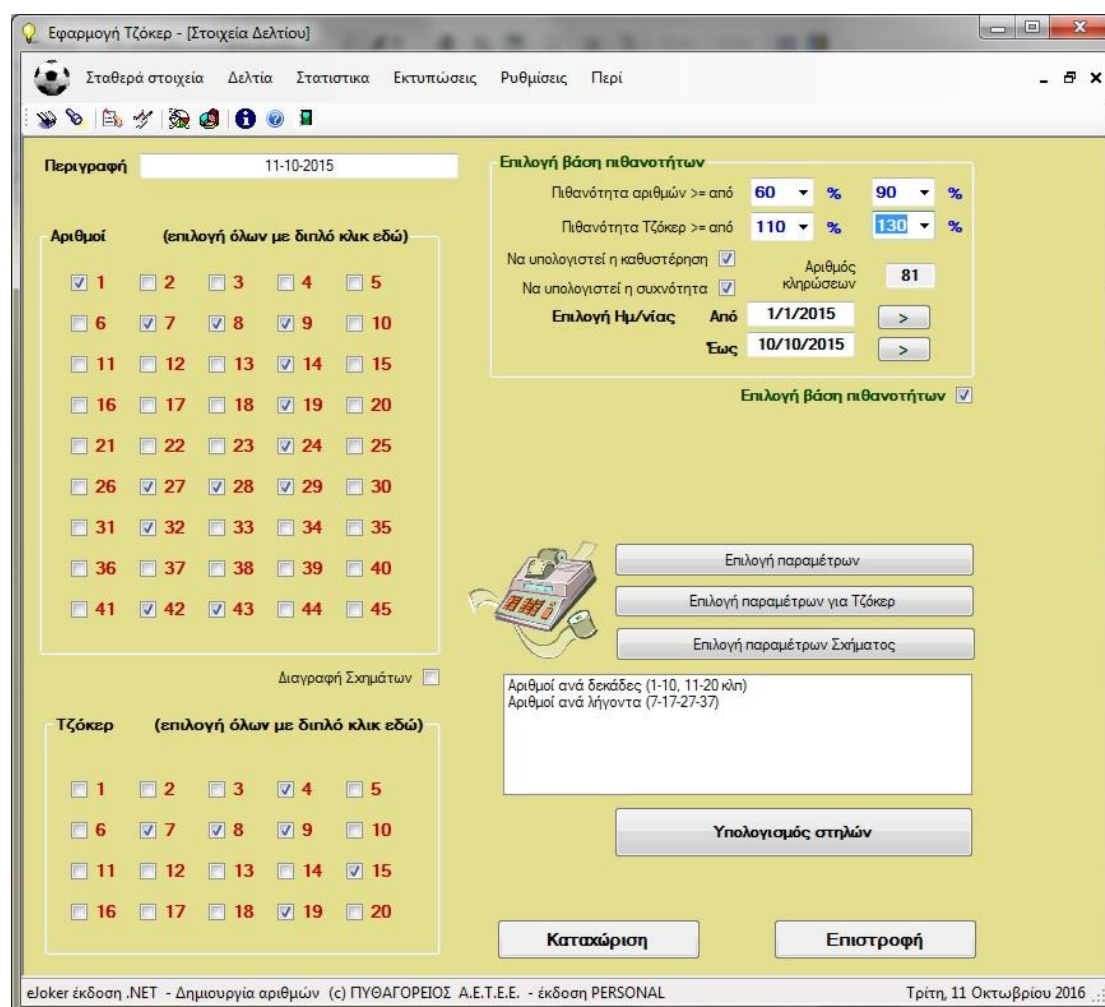 Εφαρμογή Τζόκερ - [Στοιχεία Δελτίου]
Σταθερά στοιχεία Δελτία Στατιστικα Εκτυπώσεις Ρυθμίσεις Περί
Περιγραφή 11-10-2015
Αριθμοί (επιλογή όλων με διπλό κλικ εδώ)
1 2 3 4 5
6 7 8 9 10
11 12 13 14 15
16 17 18 19 20
21 22 23 24 25
26 27 28 29 30
31 32 33 34 35
36 37 38 39 40
41 42 43 44 45
Διαγραφή Σχημάτων
Τζόκερ (επιλογή όλων με διπλό κλικ εδώ)
1 2 3 4 5
6 7 8 9 10
11 12 13 14 15
16 17 18 19 20
Επιλογή βάση πιθανοτήτων
Πιθανότητα αριθμών >= από 60 % 90 %
Πιθανότητα Τζόκερ >= από 110 % 130 %
Να υπολογιστεί η καθυστέρηση
Να υπολογιστεί η συχνότητα
Αριθμός
κληρώσεων 81
Επιλογή Ημ/νίας Από 1/1/2015 >
Έως 10/10/2015 >
Επιλογή βάση πιθανοτήτων
Επιλογή παραμέτρων
Επιλογή παραμέτρων για Τζόκερ
Επιλογή παραμέτρων Σχήματος
Αριθμοί ανά δεκάδες (1-10, 11-20 κλπ)
Αριθμοί ανά λήγοντα (7-17-27-37)
Υπολογισμός στηλών
Καταχώριση Επιστροφή
eJoker έκδοση .NET - Δημιουργία αριθμών (c) ΠΥΘΑΓΟΡΕΙΟΣ Α.Ε.Τ.Ε.Ε. - έκδοση PERSONAL Τρίτη, 11 Οκτωβρίου 2016